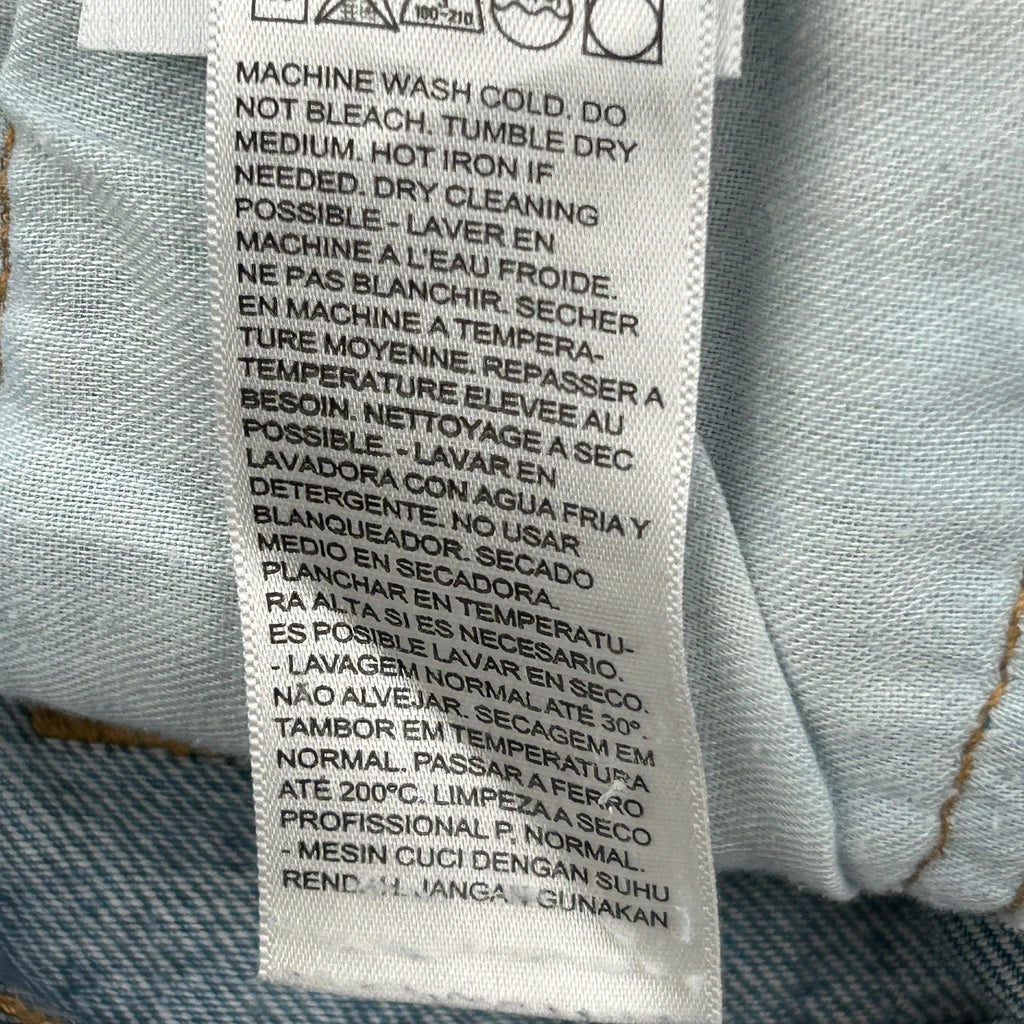 180-210
MACHINE WASH COLD. DO
NOT BLEACH. TUMBLE DRY
MEDIUM. HOT IRON IF
NEEDED. DRY CLEANING
POSSIBLE - LAVER EN
MACHINE A L'EAU FROIDE.
NE PAS BLANCHIR. SECHER
EN MACHINE A TEMPERA-
TURE MOYENNE. REPASSER A
TEMPERATURE ELEVEE AU
BESOIN. NETTOYAGE A SEC
POSSIBLE. - LAVAR EN
LAVADORA CON AGUA FRIA Y
DETERGENTE. NO USAR
BLANQUEADOR. SECADO
MEDIO EN SECADORA.
PLANCHAR EN TEMPERATU-
RA ALTA SI ES NECESARIO.
ES POSIBLE LAVAR EN SECO.
- LAVAGEM NORMAL ATÉ 30°.
NÃO ALVEJAR. SECAGEM EM
TAMBOR EM TEMPERATURA
NORMAL. PASSAR A FERRO
ATÉ 200°C. LIMPEZA A SECO
PROFISSIONAL P. NORMAL.
- MESIN CUCI DENGAN SUHU
RENDAH. JANGAN GUNAKAN